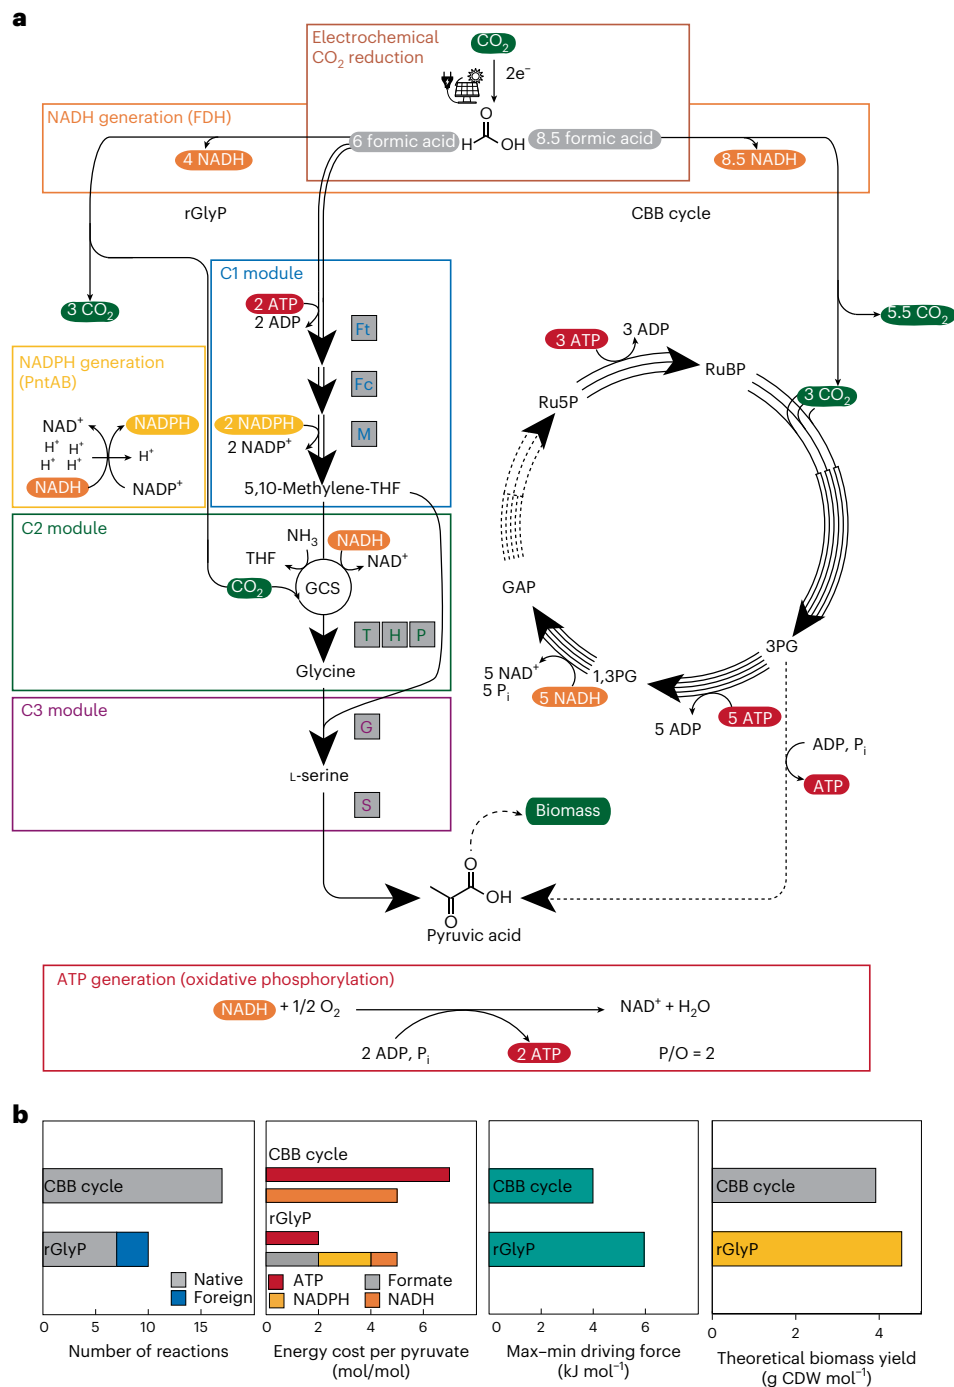 a
Electrochemical
CO₂ reduction
CO₂
2e⁻
NADH generation (FDH)
6 formic acid
O
H
OH
8.5 formic acid
4 NADH
8.5 NADH
rGlyP
CBB cycle
C1 module
3 CO₂
2 ATP
2 ADP
Ft
5.5 CO₂
3 ATP
3 ADP
RuBP
NADPH generation
(PntAB)
Fc
Ru5P
3 CO₂
NAD⁺
NADPH
2 NADPH
2 NADP⁺
M
H⁺ H⁺
H⁺ H⁺
H⁺
NADH
NADP⁺
5,10-Methylene-THF
C2 module
NH₃
NADH
THF
NAD⁺
CO₂
GCS
GAP
T H P
Glycine
3PG
5 NAD⁺
5 Pᵢ
1,3PG
5 NADH
C3 module
G
5 ADP
5 ATP
ADP, Pᵢ
L-serine
ATP
S
Biomass
O
OH
O
Pyruvic acid
ATP generation (oxidative phosphorylation)
NADH + 1/2 O₂
NAD⁺ + H₂O
2 ADP, Pᵢ
2 ATP
P/O = 2
b
CBB cycle
rGlyP
Native
Foreign
0 5 10 15
Number of reactions
CBB cycle
rGlyP
ATP
Formate
NADPH
NADH
0 2 4 6
Energy cost per pyruvate
(mol/mol)
CBB cycle
rGlyP
0 2 4 6
Max–min driving force
(kJ mol⁻¹)
CBB cycle
rGlyP
0 2 4
Theoretical biomass yield
(g CDW mol⁻¹)